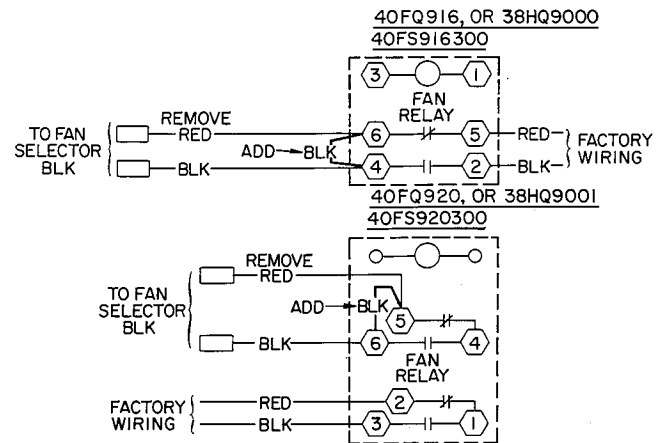 40FQ916, OR 38HQ9000
40FS916300
3 1
FAN
RELAY
REMOVE
RED 6 5 RED
TO FAN
SELECTOR
BLK
ADD BLK
FACTORY
WIRING
BLK 4 2 BLK
40FQ920, OR 38HQ9001
40FS920300
REMOVE
RED
TO FAN
SELECTOR
BLK
ADD BLK
5
BLK 6 4
FAN
RELAY
FACTORY
WIRING
RED 2
BLK 3 1